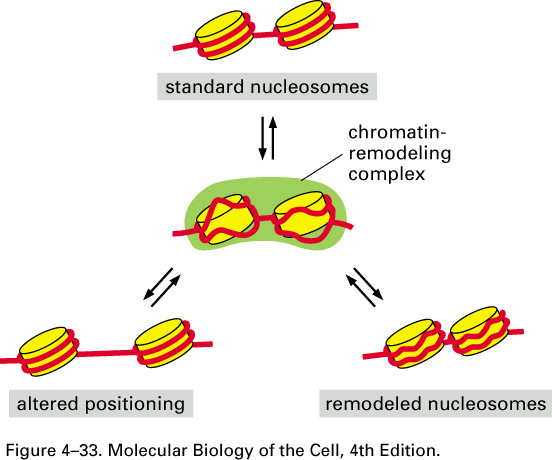 standard nucleosomes
chromatin-
remodeling
complex
altered positioning
remodeled nucleosomes
Figure 4–33. Molecular Biology of the Cell, 4th Edition.